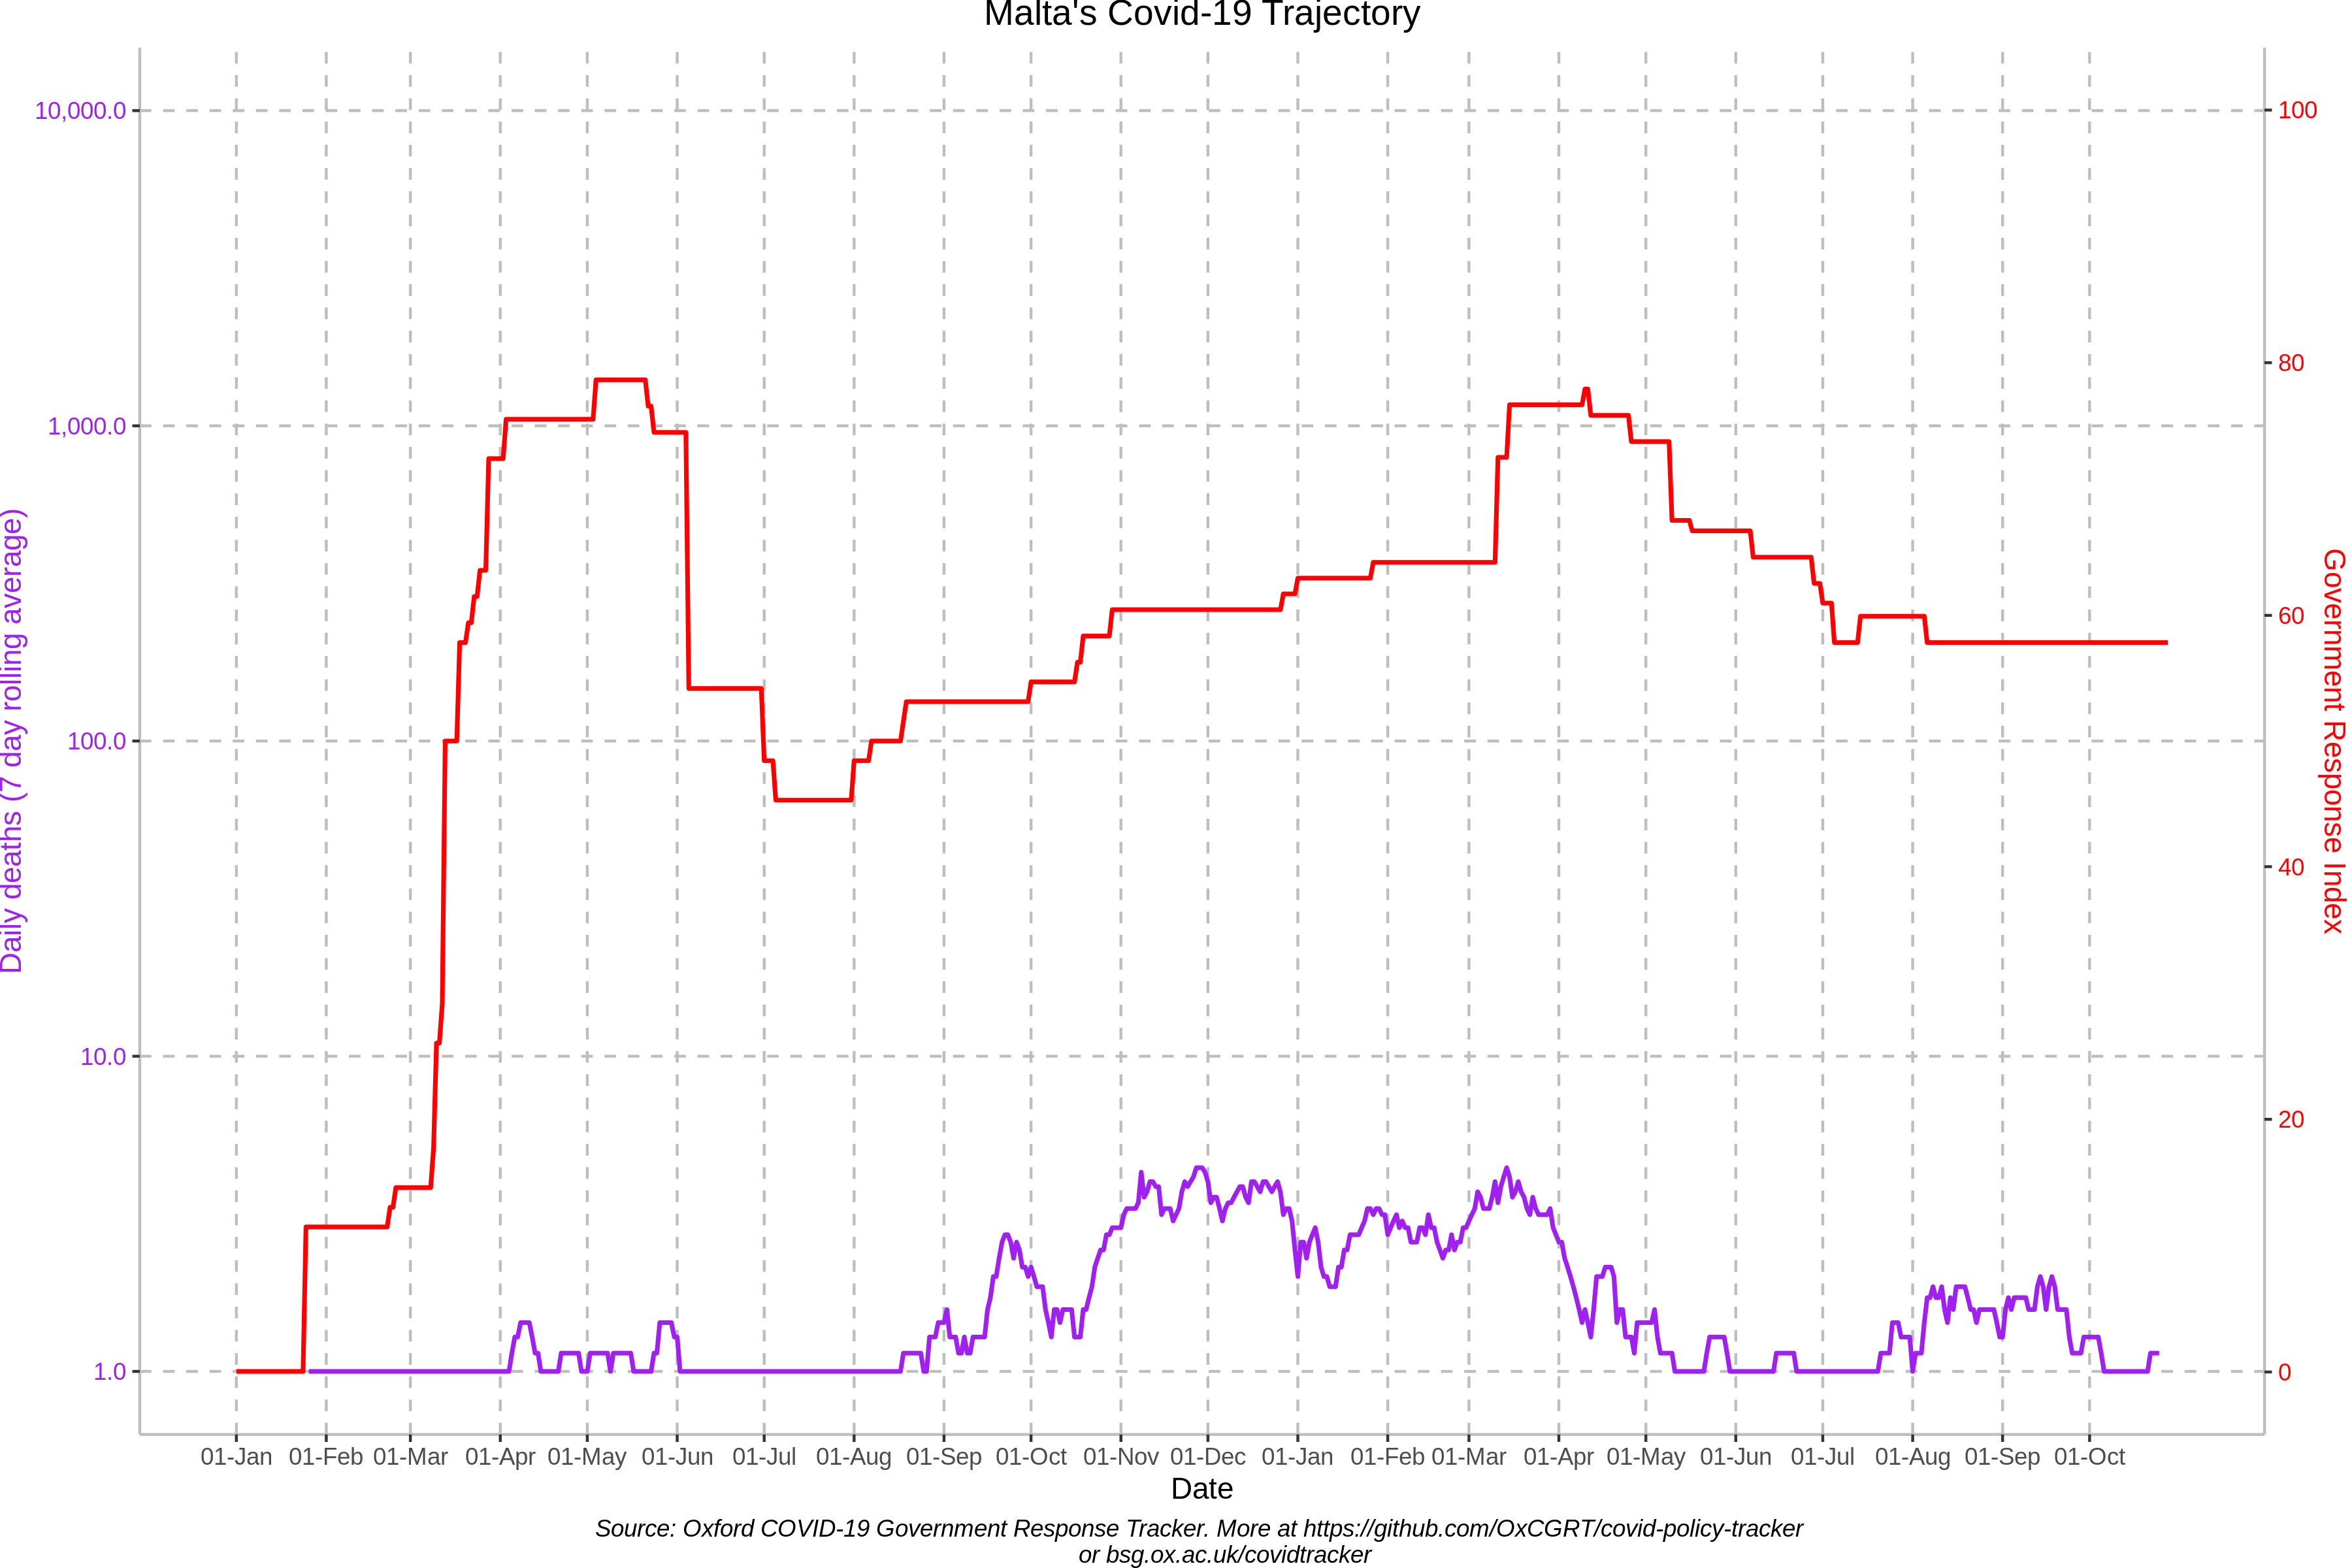 Malta's Covid-19 Trajectory
10,000.0
1,000.0
100.0
10.0
1.0
Daily deaths (7 day rolling average)
100
80
60
40
20
0
Government Response Index
01-Jan 01-Feb 01-Mar 01-Apr 01-May 01-Jun 01-Jul 01-Aug 01-Sep 01-Oct 01-Nov 01-Dec 01-Jan 01-Feb 01-Mar 01-Apr 01-May 01-Jun 01-Jul 01-Aug 01-Sep 01-Oct
Date
Source: Oxford COVID-19 Government Response Tracker. More at https://github.com/OxCGRT/covid-policy-tracker
or bsg.ox.ac.uk/covidtracker